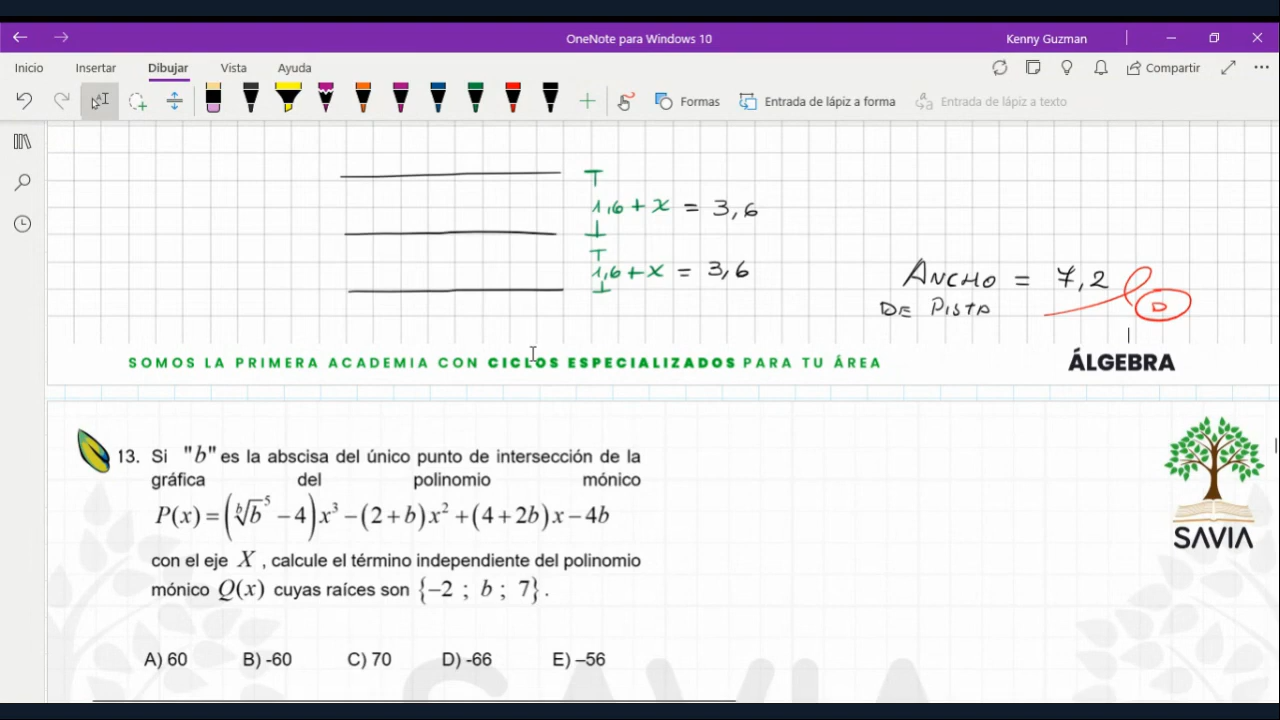 OneNote para Windows 10
Kenny Guzman
Inicio Insertar Dibujar Vista Ayuda
Compartir
Formas Entrada de lápiz a forma Entrada de lápiz a texto
1,6 + x = 3,6
1,6 + x = 3,6
ANCHO = 7,2
DE PISTA
D
SOMOS LA PRIMERA ACADEMIA CON CICLOS ESPECIALIZADOS PARA TU ÁREA
ÁLGEBRA
13. Si "b" es la abscisa del único punto de intersección de la
gráfica del polinomio mónico
P(x) = (\sqrt[b]{b}^5 − 4)x³ − (2 + b)x² + (4 + 2b)x − 4b
con el eje X, calcule el término independiente del polinomio
mónico Q(x) cuyas raíces son {−2 ; b ; 7}.
A) 60 B) -60 C) 70 D) -66 E) –56
SAVIA
SAVIA